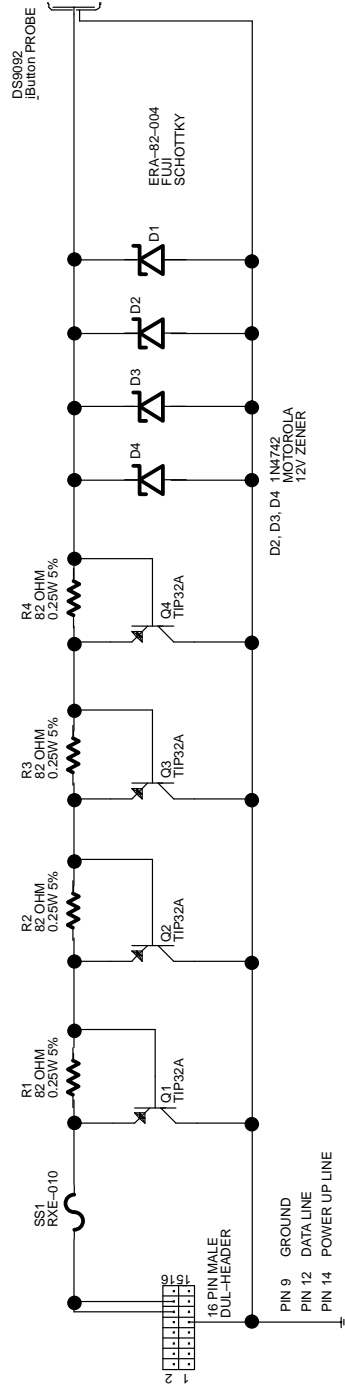 DS9092
iButton PROBE
ERA–82–004
FUJI
SCHOTTKY
D1
D2
D3
D4
D2, D3, D4 1N4742
MOTOROLA
12V ZENER
R4
82 OHM
0.25W 5%
Q4
TIP32A
R3
82 OHM
0.25W 5%
Q3
TIP32A
R2
82 OHM
0.25W 5%
Q2
TIP32A
R1
82 OHM
0.25W 5%
Q1
TIP32A
SS1
RXE–010
1516
2
1
16 PIN MALE
DUL–HEADER
PIN 9 GROUND
PIN 12 DATA LINE
PIN 14 POWER UP LINE